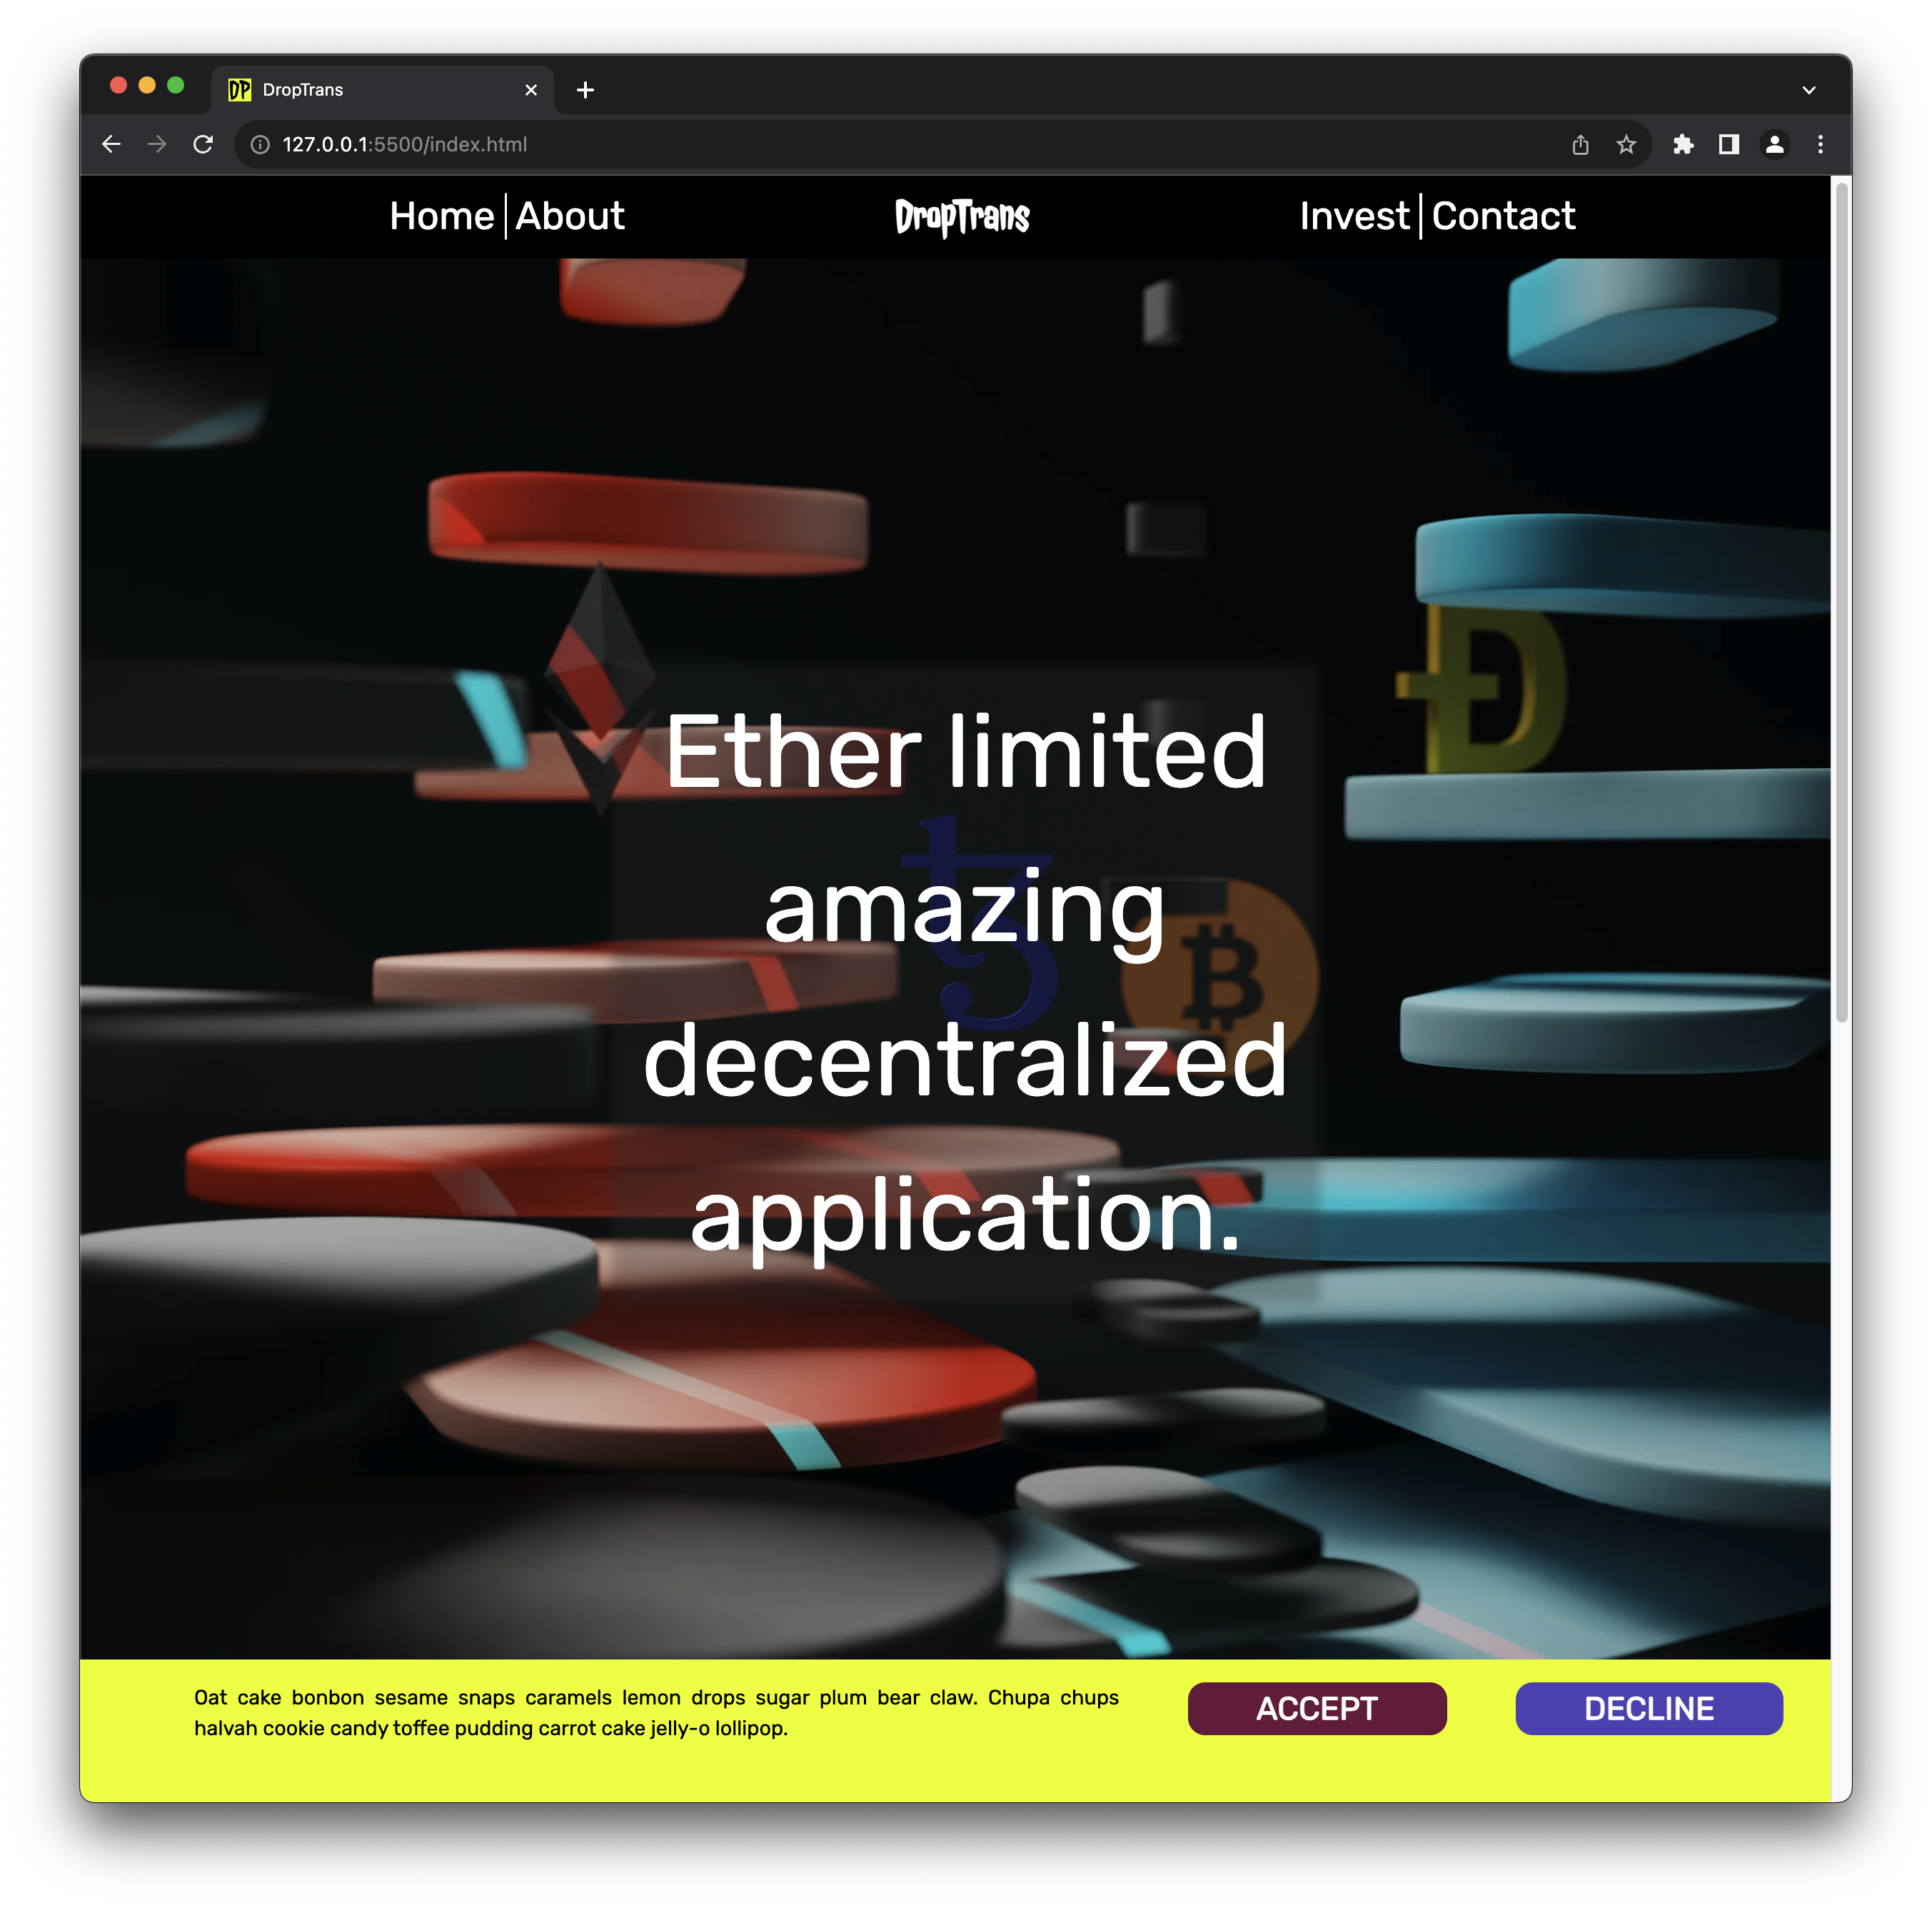 DP DropTrans
127.0.0.1:5500/index.html
Home About DropTrans Invest Contact
Ether limited
amazing
decentralized
application.
Oat cake bonbon sesame snaps caramels lemon drops sugar plum bear claw. Chupa chups
halvah cookie candy toffee pudding carrot cake jelly-o lollipop.
ACCEPT DECLINE